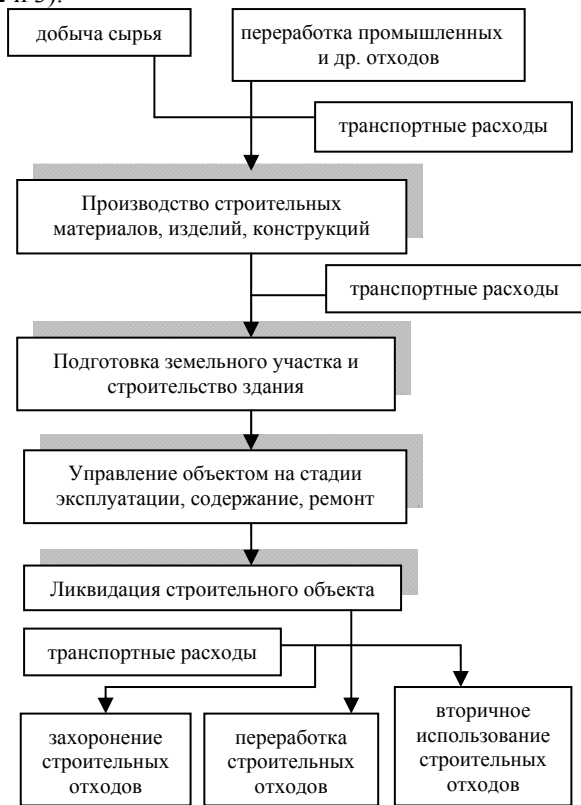 добыча сырья
переработка промышленных
и др. отходов
транспортные расходы
Производство строительных
материалов, изделий, конструкций
транспортные расходы
Подготовка земельного участка и
строительство здания
Управление объектом на стадии
эксплуатации, содержание, ремонт
Ликвидация строительного объекта
транспортные расходы
захоронение
строительных
отходов
переработка
строительных
отходов
вторичное
использование
строительных
отходов